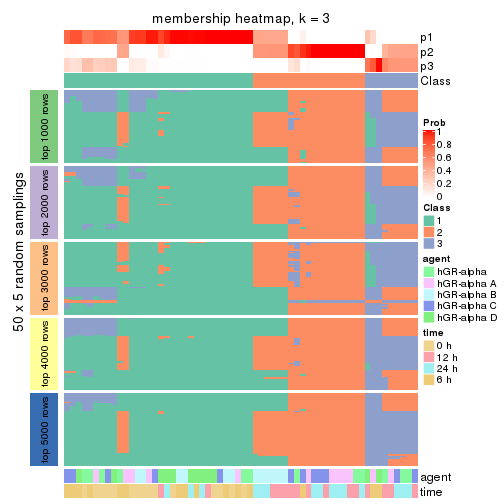 membership heatmap, k = 3
p1
p2
p3
Class
50 x 5 random samplings
top 1000 rows
top 2000 rows
top 3000 rows
top 4000 rows
top 5000 rows
agent
time
Prob
1
0.8
0.6
0.4
0.2
0
Class
1
2
3
agent
hGR-alpha
hGR-alpha A
hGR-alpha B
hGR-alpha C
hGR-alpha D
time
0 h
12 h
24 h
6 h